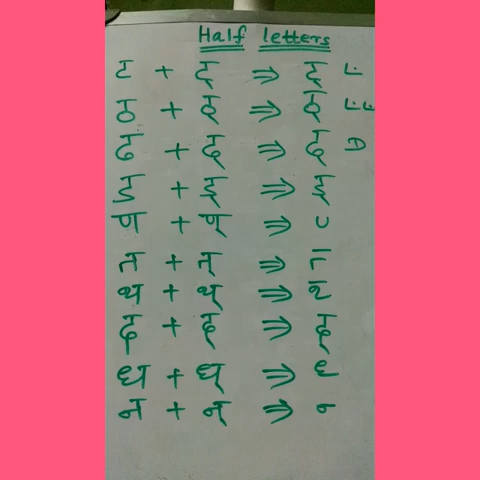 Half letters
ट + ट् ⇒ ट्
ठ + ठ् ⇒ ठ्
ढ + ढ् ⇒ ढ्
ड + ड् ⇒ ड्
ण + ण् ⇒ ण्‍
त + त् ⇒ त्‍
थ + थ् ⇒ थ्‍
द + द् ⇒ द्
ध + ध् ⇒ ध्‍
न + न् ⇒ न्‍